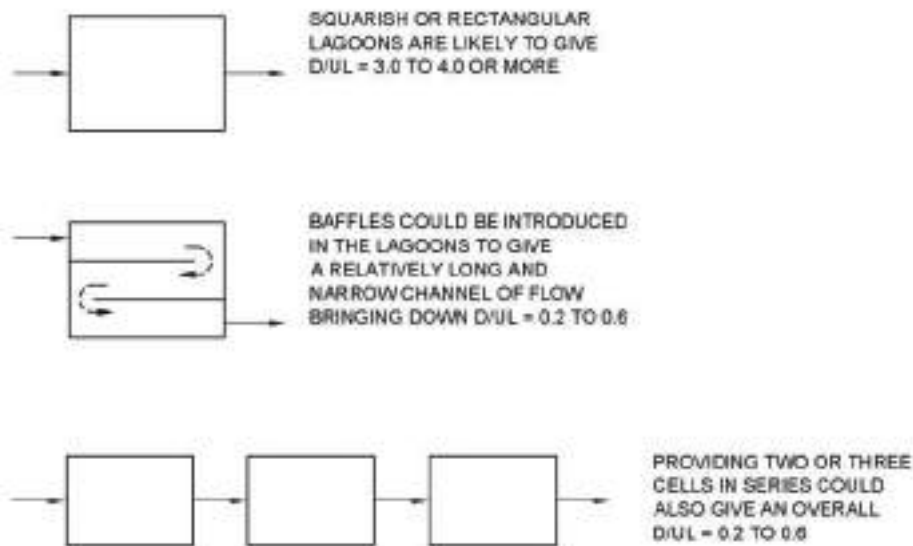 SQUARISH OR RECTANGULAR
LAGOONS ARE LIKELY TO GIVE
D/UL = 3.0 TO 4.0 OR MORE
BAFFLES COULD BE INTRODUCED
IN THE LAGOONS TO GIVE
A RELATIVELY LONG AND
NARROW CHANNEL OF FLOW
BRINGING DOWN D/UL = 0.2 TO 0.6
PROVIDING TWO OR THREE
CELLS IN SERIES COULD
ALSO GIVE AN OVERALL
D/UL = 0.2 TO 0.6